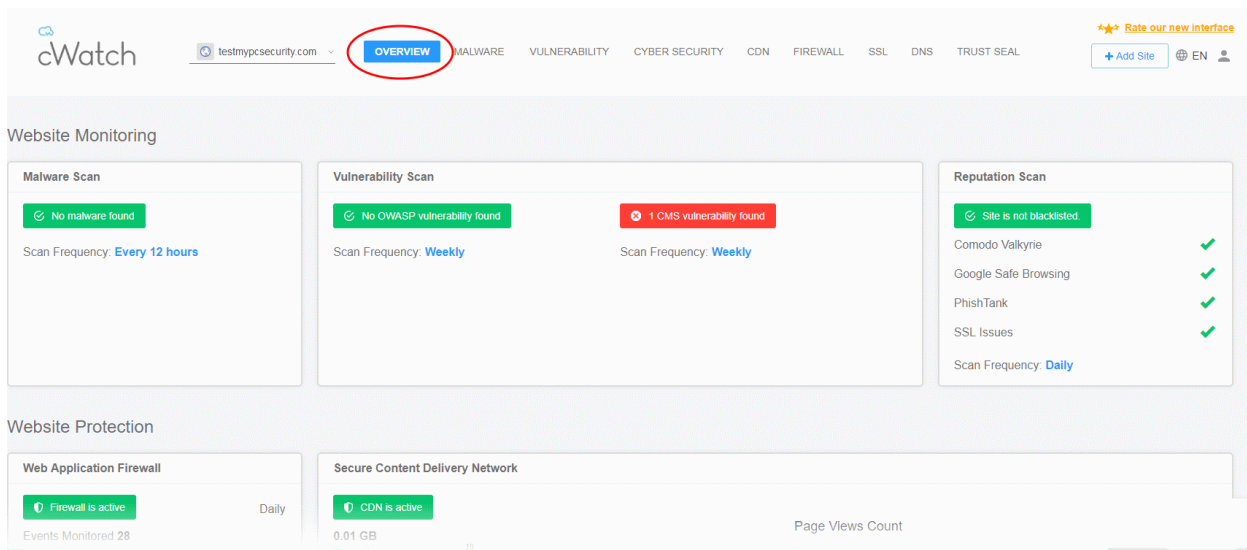 Rate our new interface
cWatch
testmypcsecurity.com
OVERVIEW MALWARE VULNERABILITY CYBER SECURITY CDN FIREWALL SSL DNS TRUST SEAL
+ Add Site EN
Website Monitoring
Malware Scan
No malware found
Scan Frequency: Every 12 hours
Vulnerability Scan
No OWASP vulnerability found
Scan Frequency: Weekly
1 CMS vulnerability found
Scan Frequency: Weekly
Reputation Scan
Site is not blacklisted.
Comodo Valkyrie
Google Safe Browsing
PhishTank
SSL Issues
Scan Frequency: Daily
Website Protection
Web Application Firewall
Firewall is active Daily
Events Monitored 28
Secure Content Delivery Network
CDN is active
0.01 GB
Page Views Count
10